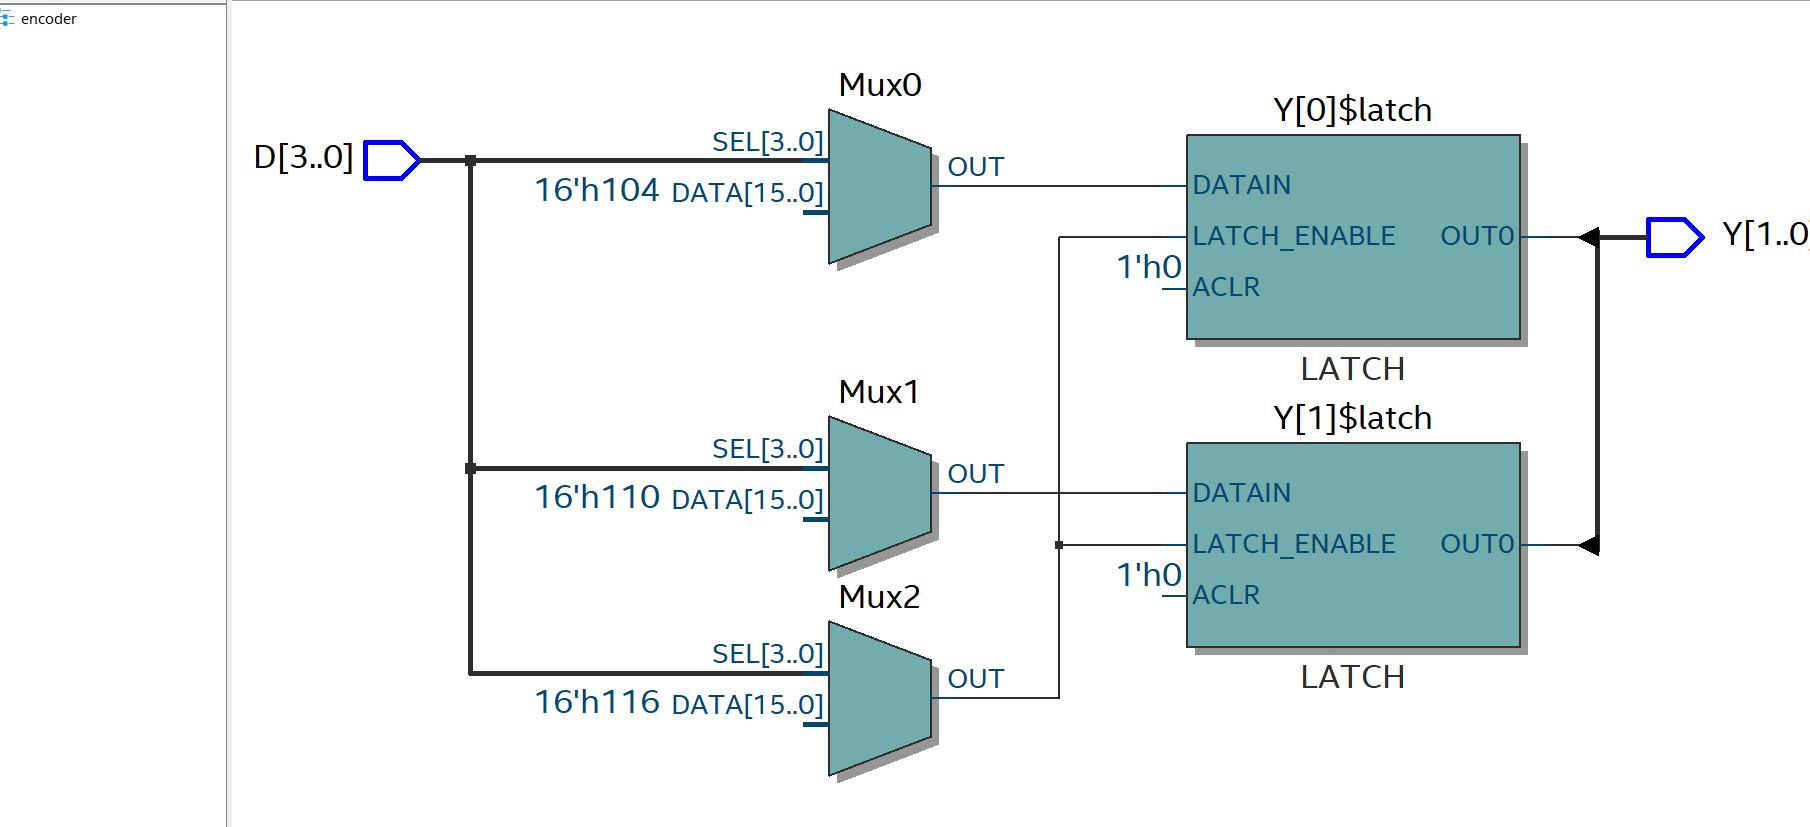 encoder
D[3..0]
Mux0
SEL[3..0]
16'h104 DATA[15..0]
OUT
Y[0]$latch
DATAIN
LATCH_ENABLE
OUT0
1'h0
ACLR
LATCH
Y[1..0]
Mux1
SEL[3..0]
16'h110 DATA[15..0]
OUT
Y[1]$latch
DATAIN
LATCH_ENABLE
OUT0
1'h0
ACLR
LATCH
Mux2
SEL[3..0]
16'h116 DATA[15..0]
OUT